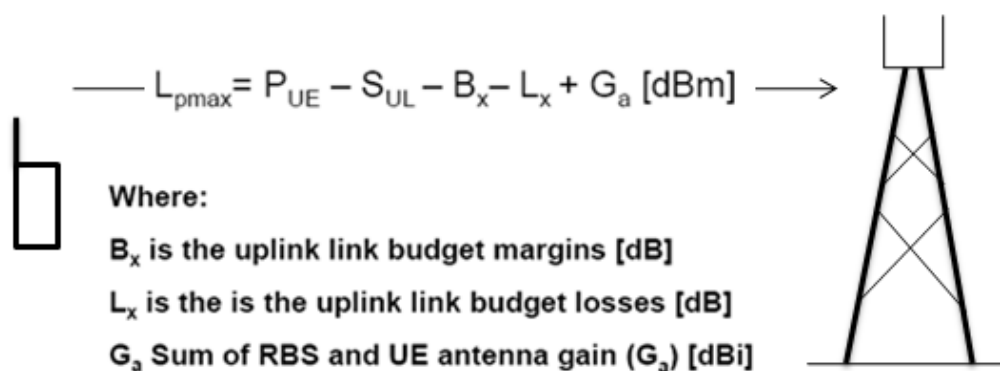 Lpmax= PUE – SUL – Bx– Lx + Ga [dBm]
Where:
Bx is the uplink link budget margins [dB]
Lx is the is the uplink link budget losses [dB]
Ga Sum of RBS and UE antenna gain (Ga) [dBi]